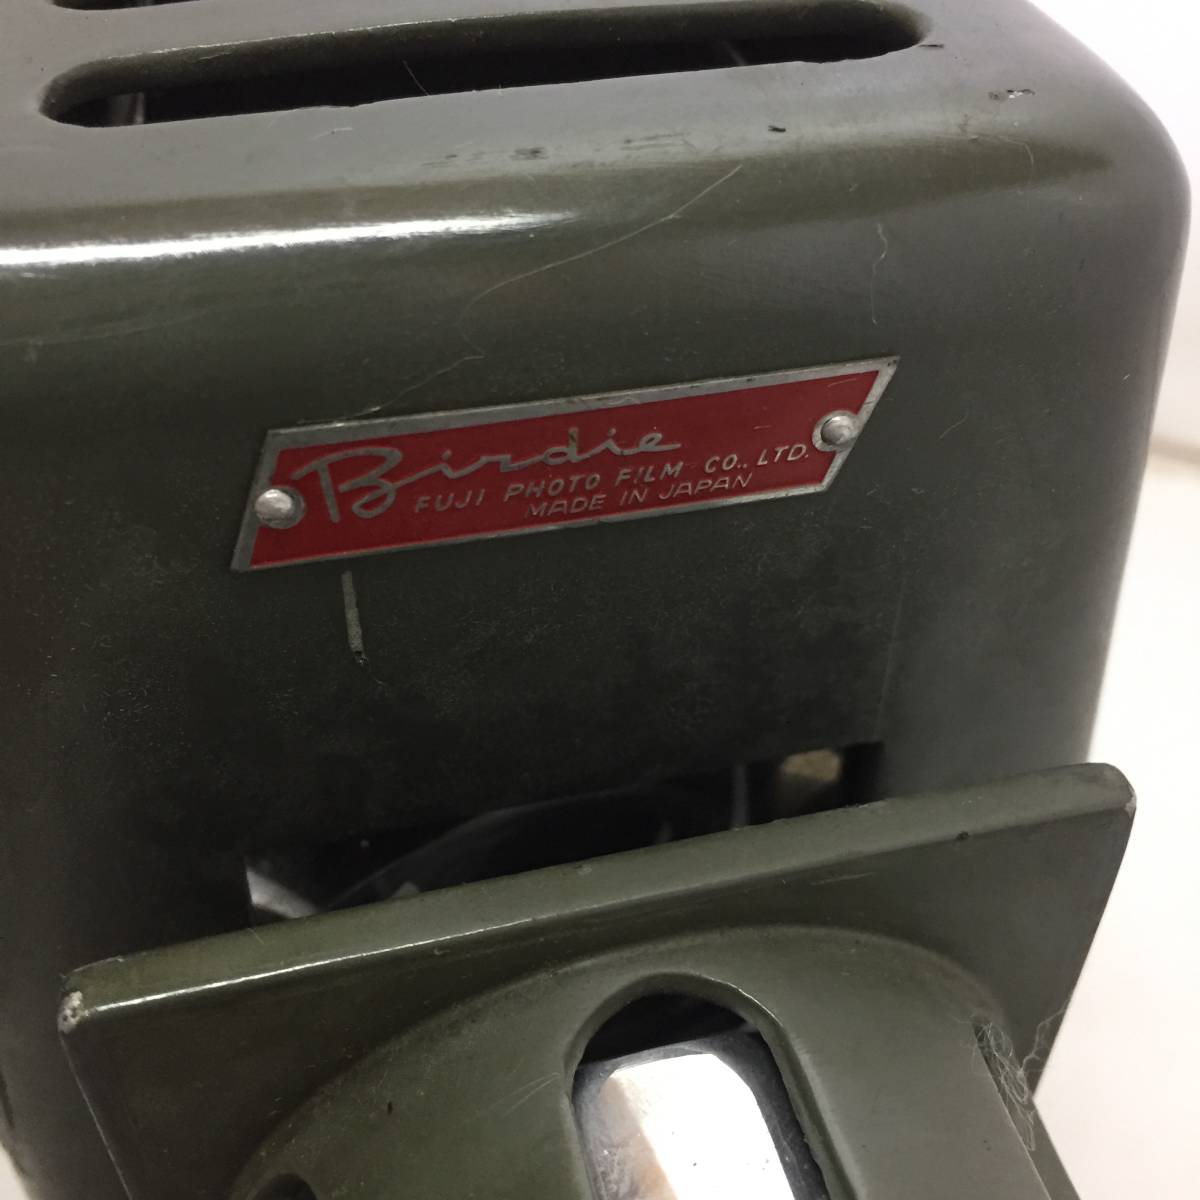 Birdie
FUJI PHOTO FILM CO., LTD.
MADE IN JAPAN